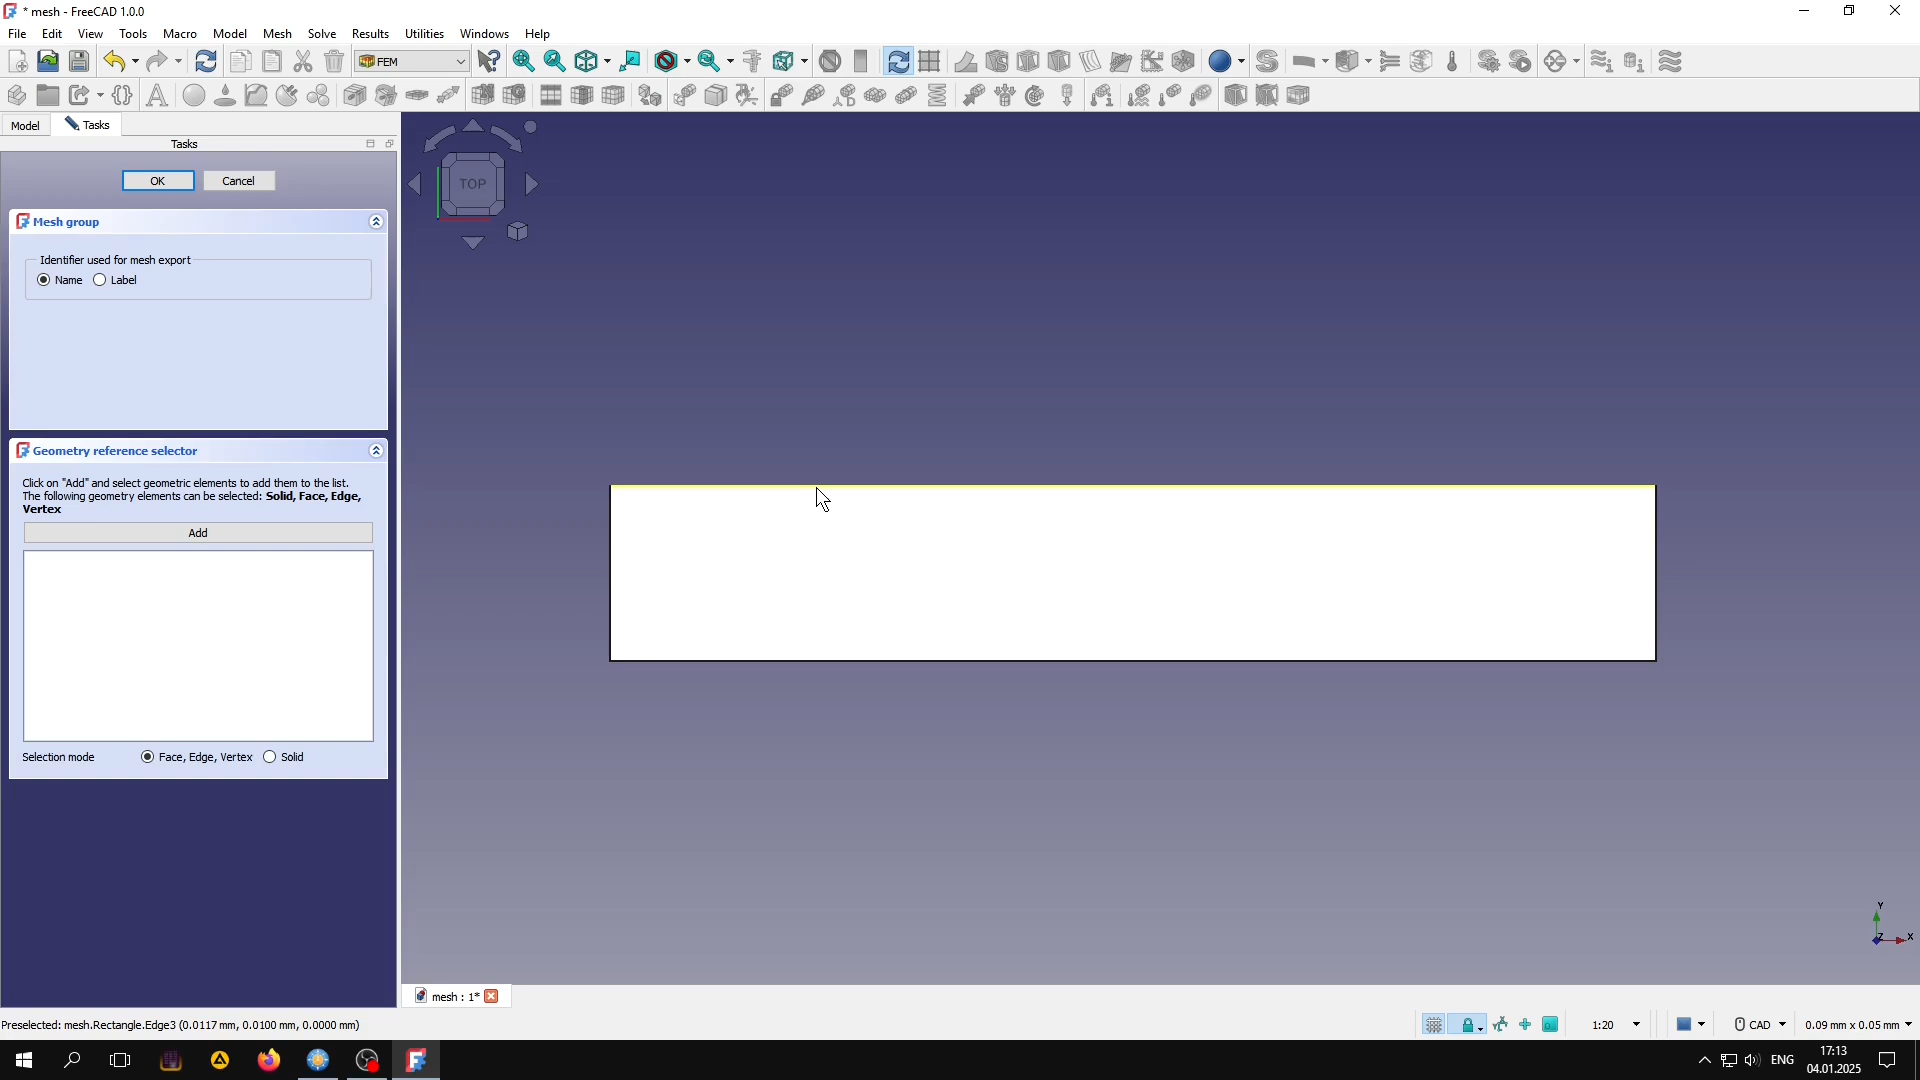 * mesh - FreeCAD 1.0.0
File Edit View Tools Macro Model Mesh Solve Results Utilities Windows Help
FEM
Model Tasks
Tasks
OK Cancel
TOP
Mesh group
Identifier used for mesh export
Name Label
Geometry reference selector
Click on "Add" and select geometric elements to add them to the list.
The following geometry elements can be selected: Solid, Face, Edge,
Vertex
Add
Selection mode Face, Edge, Vertex Solid
Y
Z X
mesh : 1*
Preselected: mesh.Rectangle.Edge3 (0.0117 mm, 0.0100 mm, 0.0000 mm)
1:20 CAD 0.09 mm x 0.05 mm
ENG 17:13
04.01.2025